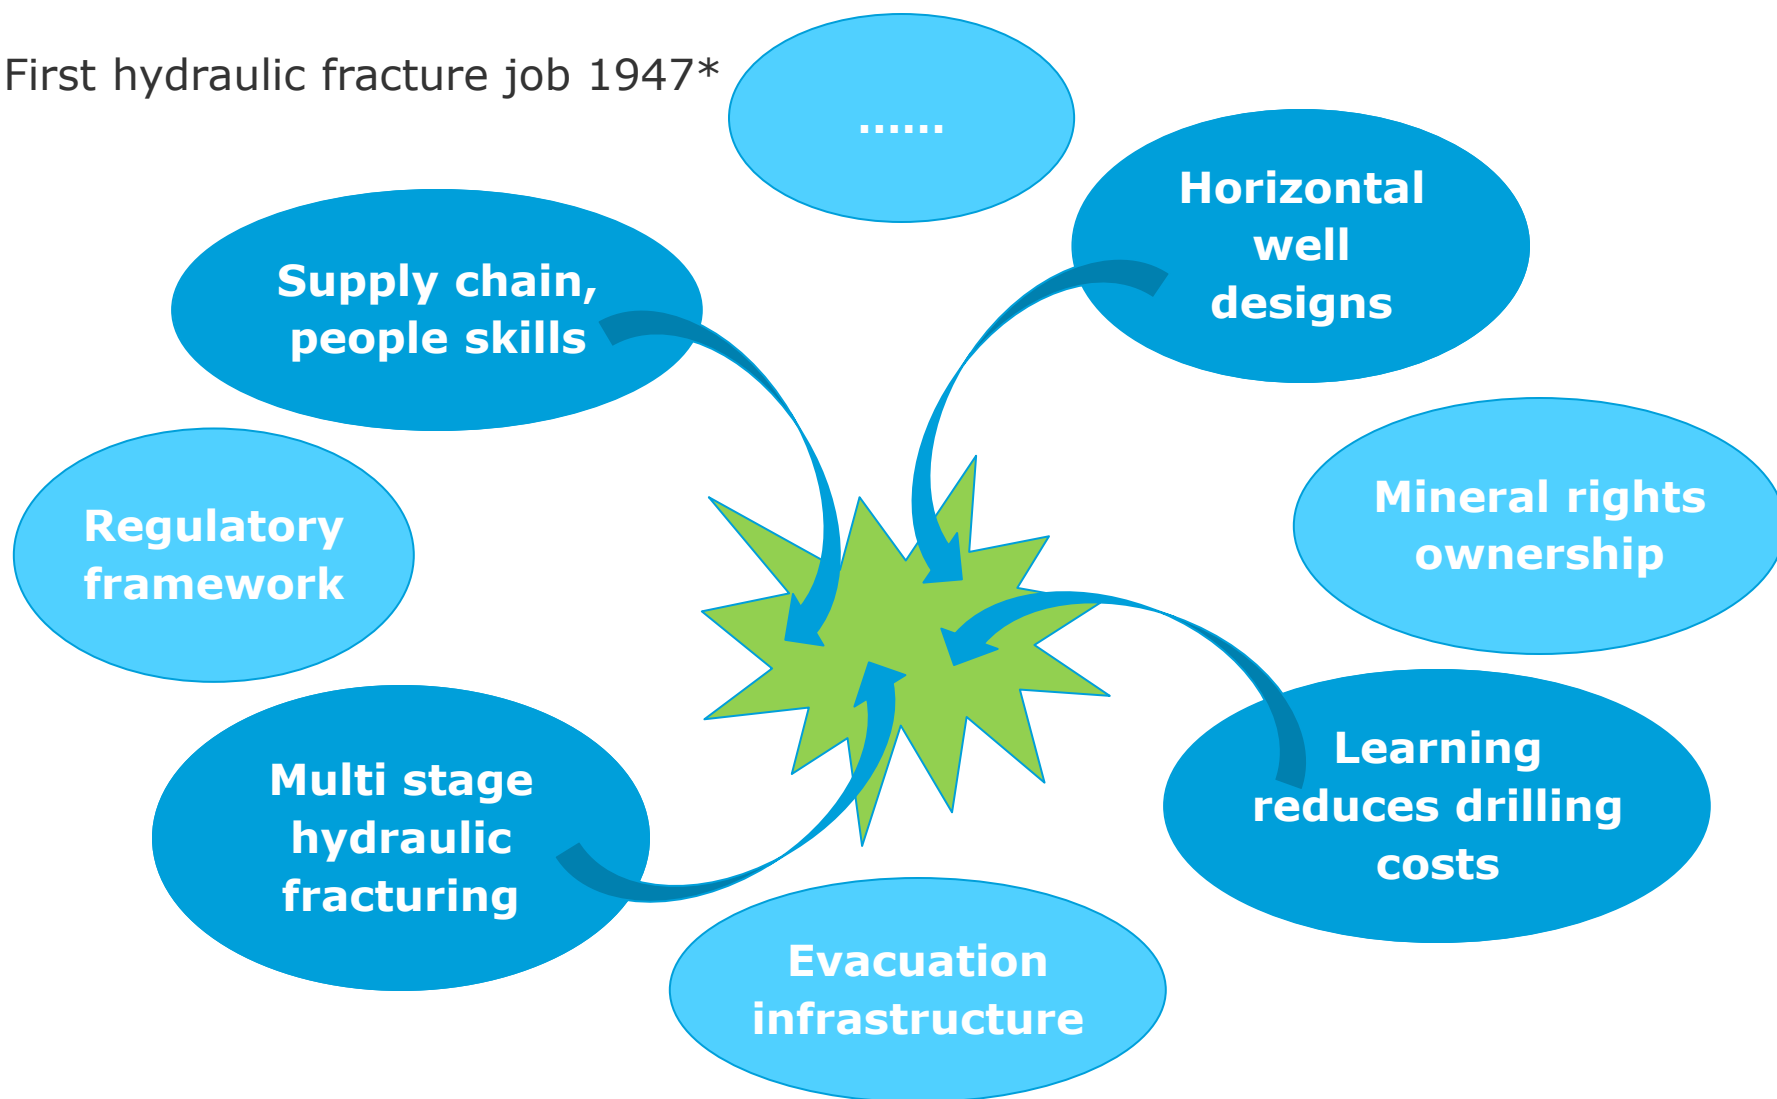 First hydraulic fracture job 1947*
......
Horizontal
well
designs
Supply chain,
people skills
Regulatory
framework
Mineral rights
ownership
Multi stage
hydraulic
fracturing
Learning
reduces drilling
costs
Evacuation
infrastructure